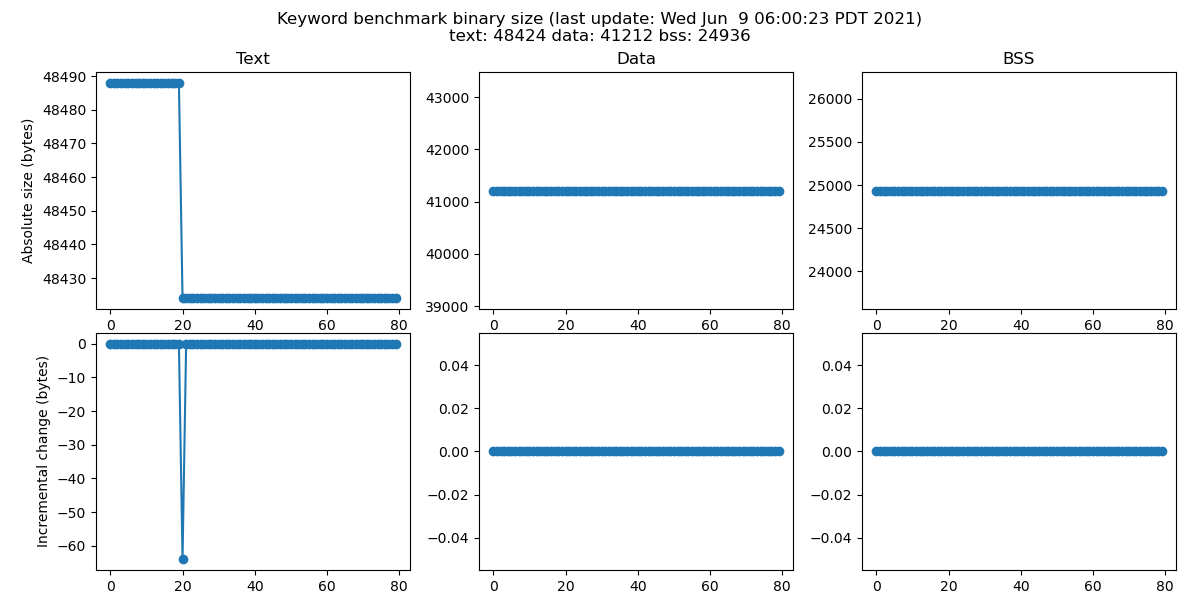 Keyword benchmark binary size (last update: Wed Jun  9 06:00:23 PDT 2021)
text: 48424 data: 41212 bss: 24936
Text
Data
BSS
Absolute size (bytes)
48490
48480
48470
48460
48450
48440
48430
0 20 40 60 80
43000
42000
41000
40000
39000
0 20 40 60 80
26000
25500
25000
24500
24000
0 20 40 60 80
Incremental change (bytes)
0
−10
−20
−30
−40
−50
−60
0 20 40 60 80
0.04
0.02
0.00
−0.02
−0.04
0 20 40 60 80
0.04
0.02
0.00
−0.02
−0.04
0 20 40 60 80